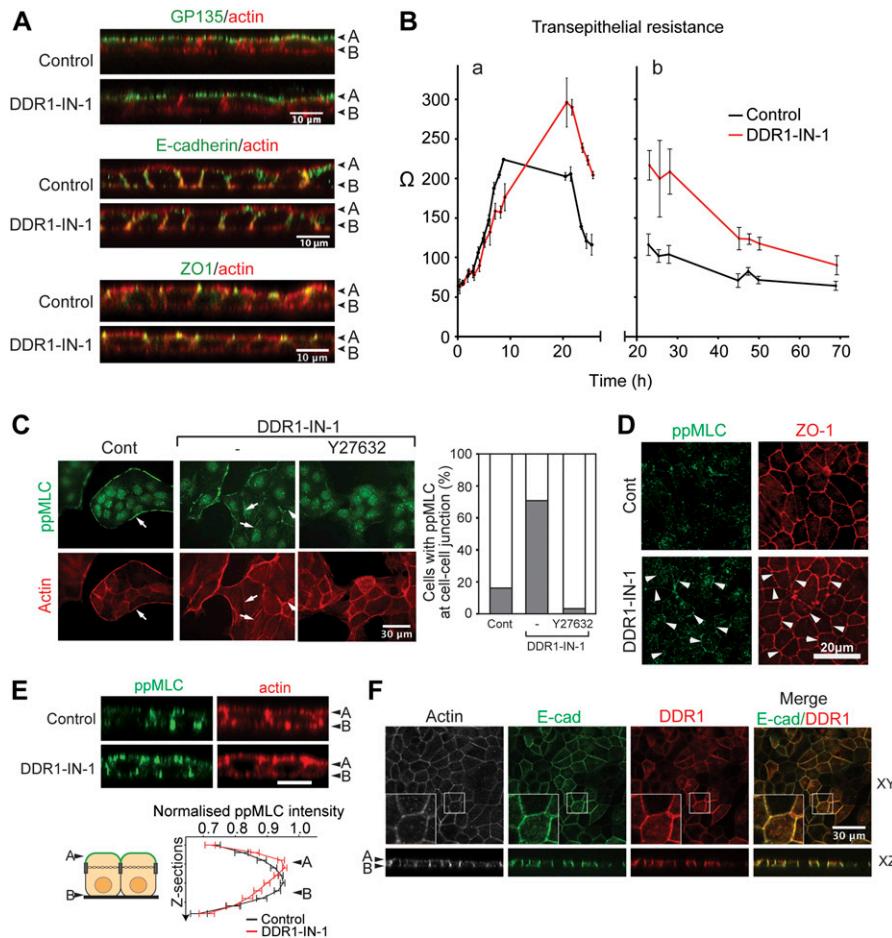 A
GP135/actin
Control
A
B
DDR1-IN-1
A
B
10 µm
E-cadherin/actin
Control
A
B
DDR1-IN-1
A
B
10 µm
ZO1/actin
Control
A
B
DDR1-IN-1
A
B
10 µm
B
Transepithelial resistance
a
b
Control
DDR1-IN-1
Ω
300
250
200
150
100
50
0
0 10 20
20 30 40 50 60 70
Time (h)
C
DDR1-IN-1
Cont - Y27632
ppMLC
Actin
30 µm
Cells with ppMLC
at cell-cell junction (%)
100
80
60
40
20
0
Cont - Y27632
DDR1-IN-1
D
ppMLC ZO-1
Cont
DDR1-IN-1
20µm
E
ppMLC actin
Control
A
B
DDR1-IN-1
A
B
Normalised ppMLC intensity
0.7 0.8 0.9 1.0
Z-sections
A
B
A
B
Control
DDR1-IN-1
F
Actin E-cad DDR1 Merge
E-cad/DDR1
XY
30 µm
A
B
XZ